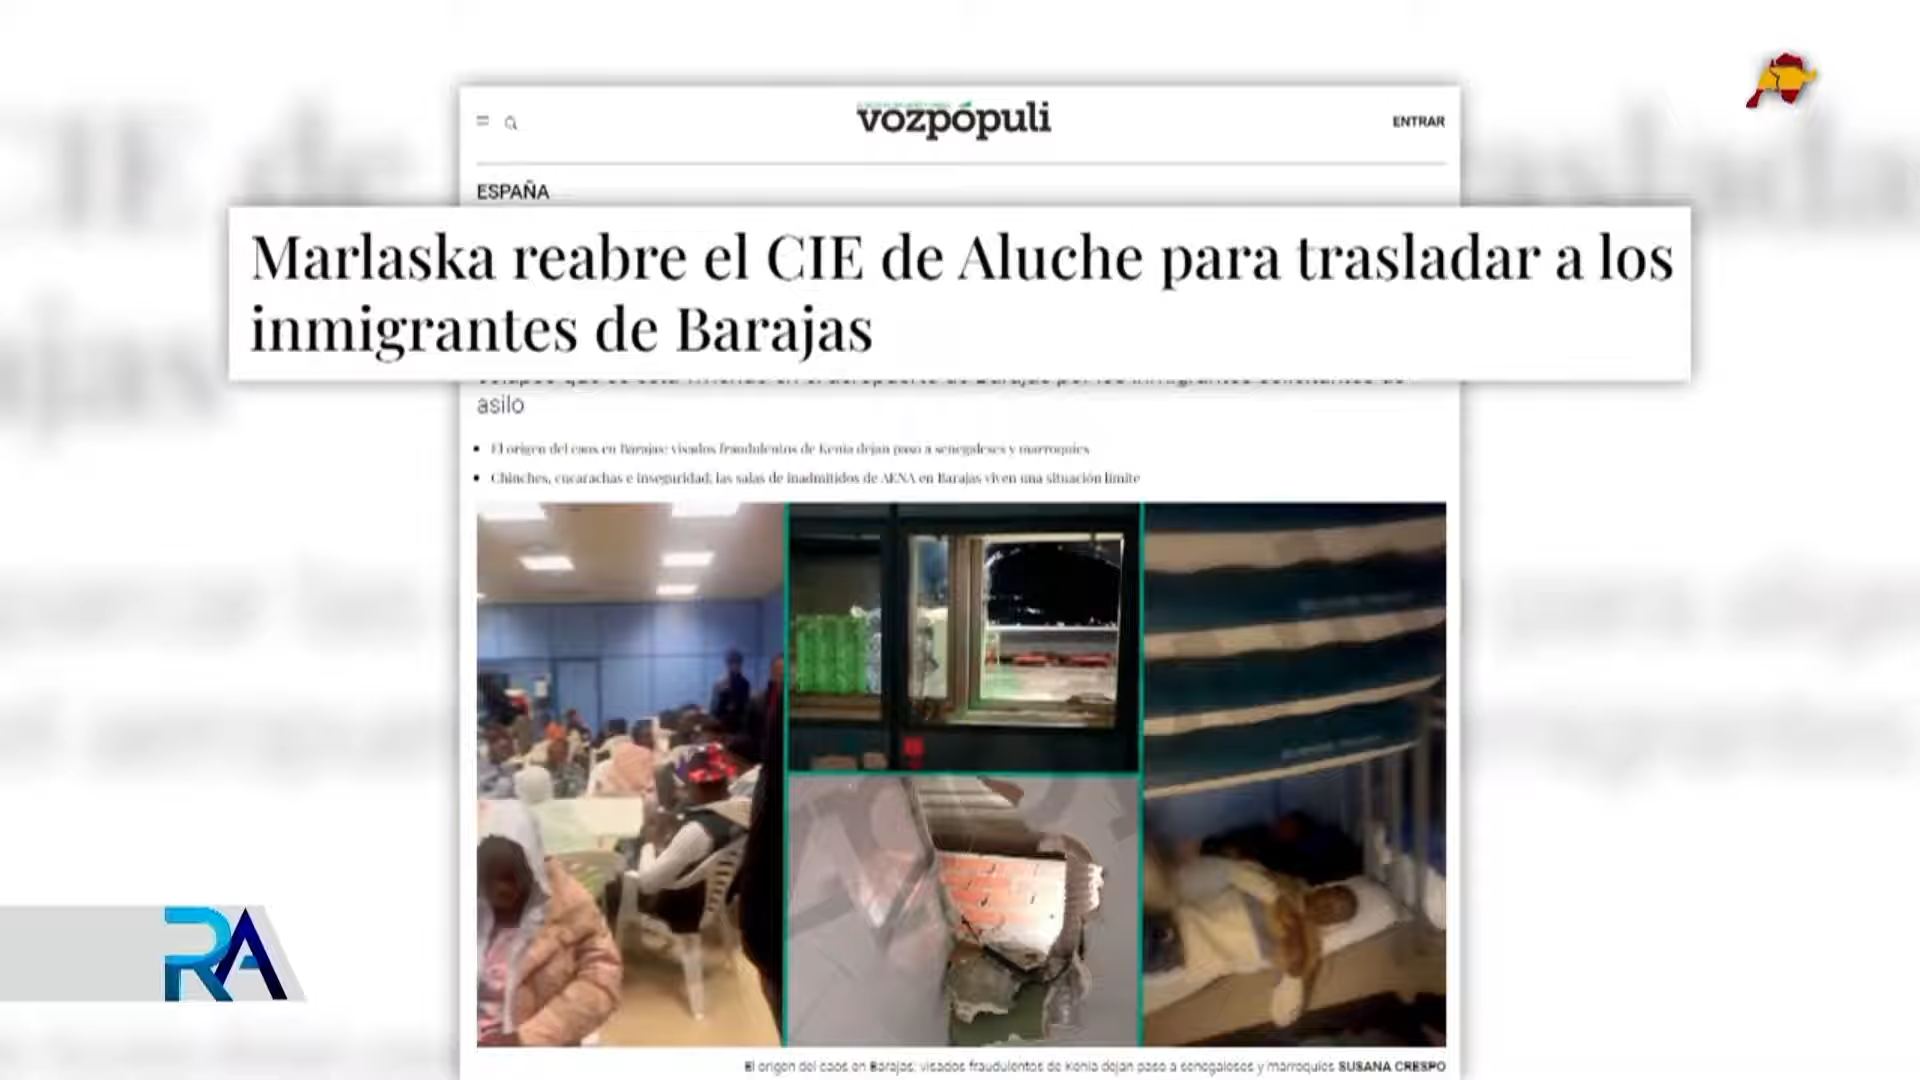 vozpópuli
ENTRAR
ESPAÑA
Marlaska reabre el CIE de Aluche para trasladar a los
inmigrantes de Barajas
asilo
El origen del caos en Barajas: visados fraudulentos de Kenia dejan paso a senegaleses y marroquíes
Chinches, cucarachas e inseguridad: las salas de inadmitidos de AENA en Barajas viven una situación límite
El origen del caos en Barajas: visados fraudulentos de Kenia dejan paso a senegaleses y marroquíes SUSANA CRESPO
RA